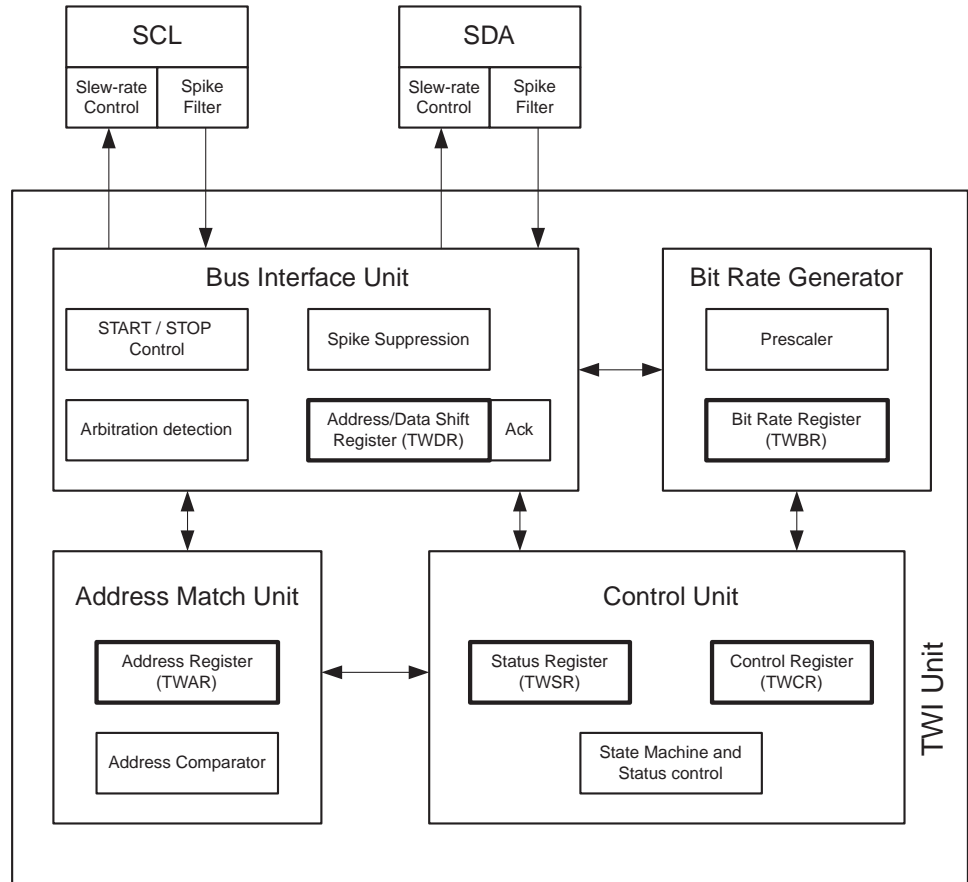 SCL
Slew-rate
Control
Spike
Filter
SDA
Slew-rate
Control
Spike
Filter
Bus Interface Unit
START / STOP
Control
Spike Suppression
Arbitration detection
Address/Data Shift
Register (TWDR)
Ack
Bit Rate Generator
Prescaler
Bit Rate Register
(TWBR)
Address Match Unit
Address Register
(TWAR)
Address Comparator
Control Unit
Status Register
(TWSR)
Control Register
(TWCR)
State Machine and
Status control
TWI Unit